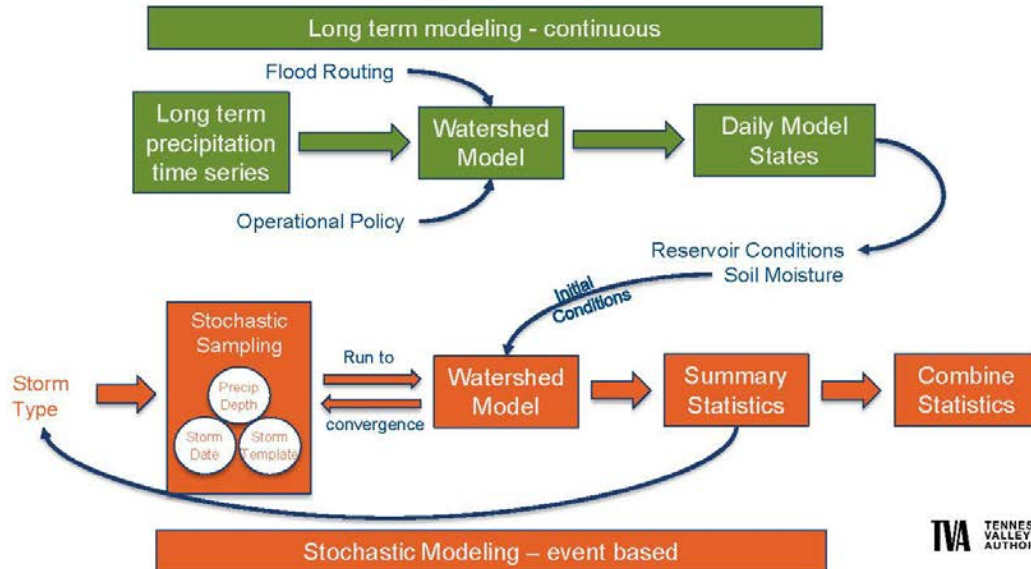 Long term modeling - continuous
Flood Routing
Long term
precipitation
time series
Watershed
Model
Daily Model
States
Operational Policy
Reservoir Conditions
Soil Moisture
Initial
Conditions
Storm
Type
Stochastic
Sampling
Precip
Depth
Storm
Date
Storm
Template
Run to
convergence
Watershed
Model
Summary
Statistics
Combine
Statistics
Stochastic Modeling – event based
TVA
VALLEY